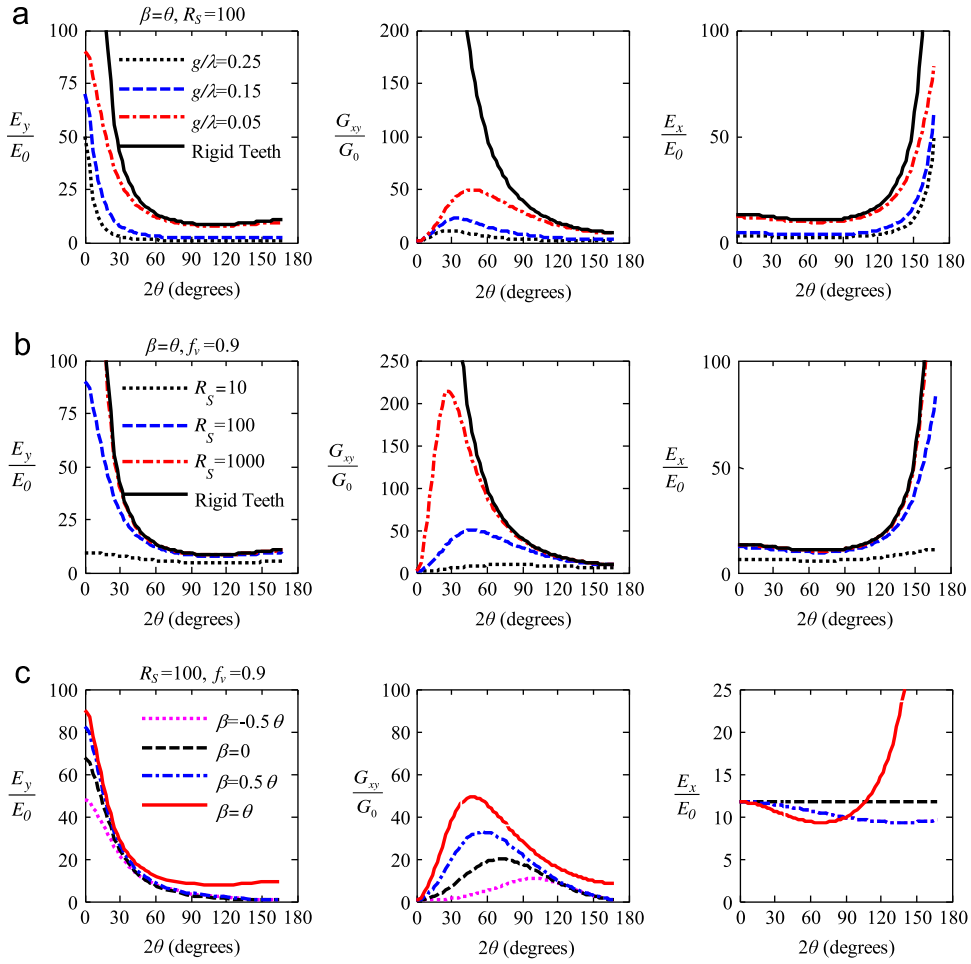 a
β=θ, R_S=100
100
75
50
25
0
E_y
E_0
g/λ=0.25
g/λ=0.15
g/λ=0.05
Rigid Teeth
0 30 60 90 120 150 180
2θ (degrees)
200
150
100
50
0
G_xy
G_0
0 30 60 90 120 150 180
2θ (degrees)
100
75
50
25
0
E_x
E_0
0 30 60 90 120 150 180
2θ (degrees)
b
β=θ, f_v=0.9
100
75
50
25
0
E_y
E_0
R_S=10
R_S=100
R_S=1000
Rigid Teeth
0 30 60 90 120 150 180
2θ (degrees)
250
200
150
100
50
0
G_xy
G_0
0 30 60 90 120 150 180
2θ (degrees)
100
75
50
25
0
E_x
E_0
0 30 60 90 120 150 180
2θ (degrees)
c
R_S=100, f_v=0.9
100
80
60
40
20
0
E_y
E_0
β=-0.5θ
β=0
β=0.5θ
β=θ
0 30 60 90 120 150 180
2θ (degrees)
100
80
60
40
20
0
G_xy
G_0
0 30 60 90 120 150 180
2θ (degrees)
25
20
15
10
5
0
E_x
E_0
0 30 60 90 120 150 180
2θ (degrees)